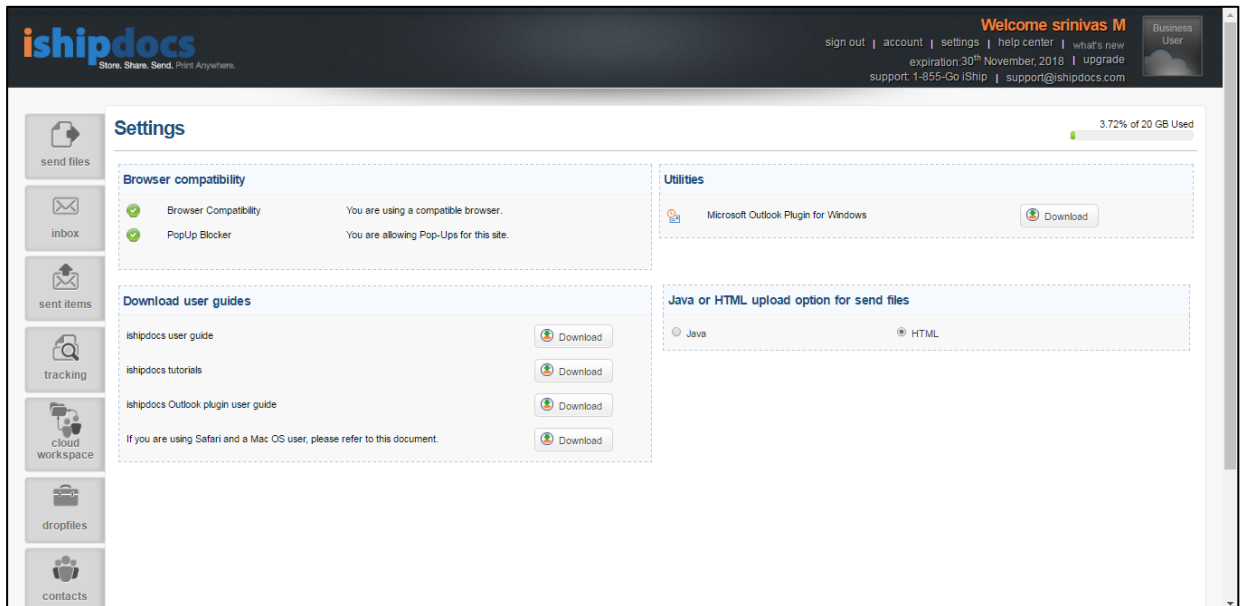 ishipdocs
Store. Share. Send. Print Anywhere.
Welcome srinivas M
sign out | account | settings | help center | what's new
expiration:30th November, 2018 | upgrade
support: 1-855-Go iShip | support@ishipdocs.com
Business
User
send files
inbox
sent items
tracking
cloud
workspace
dropfiles
contacts
Settings
3.72% of 20 GB Used
Browser compatibility
Browser Compatibility You are using a compatible browser.
PopUp Blocker You are allowing Pop-Ups for this site.
Utilities
Microsoft Outlook Plugin for Windows Download
Download user guides
ishipdocs user guide Download
ishipdocs tutorials Download
ishipdocs Outlook plugin user guide Download
If you are using Safari and a Mac OS user, please refer to this document. Download
Java or HTML upload option for send files
Java HTML